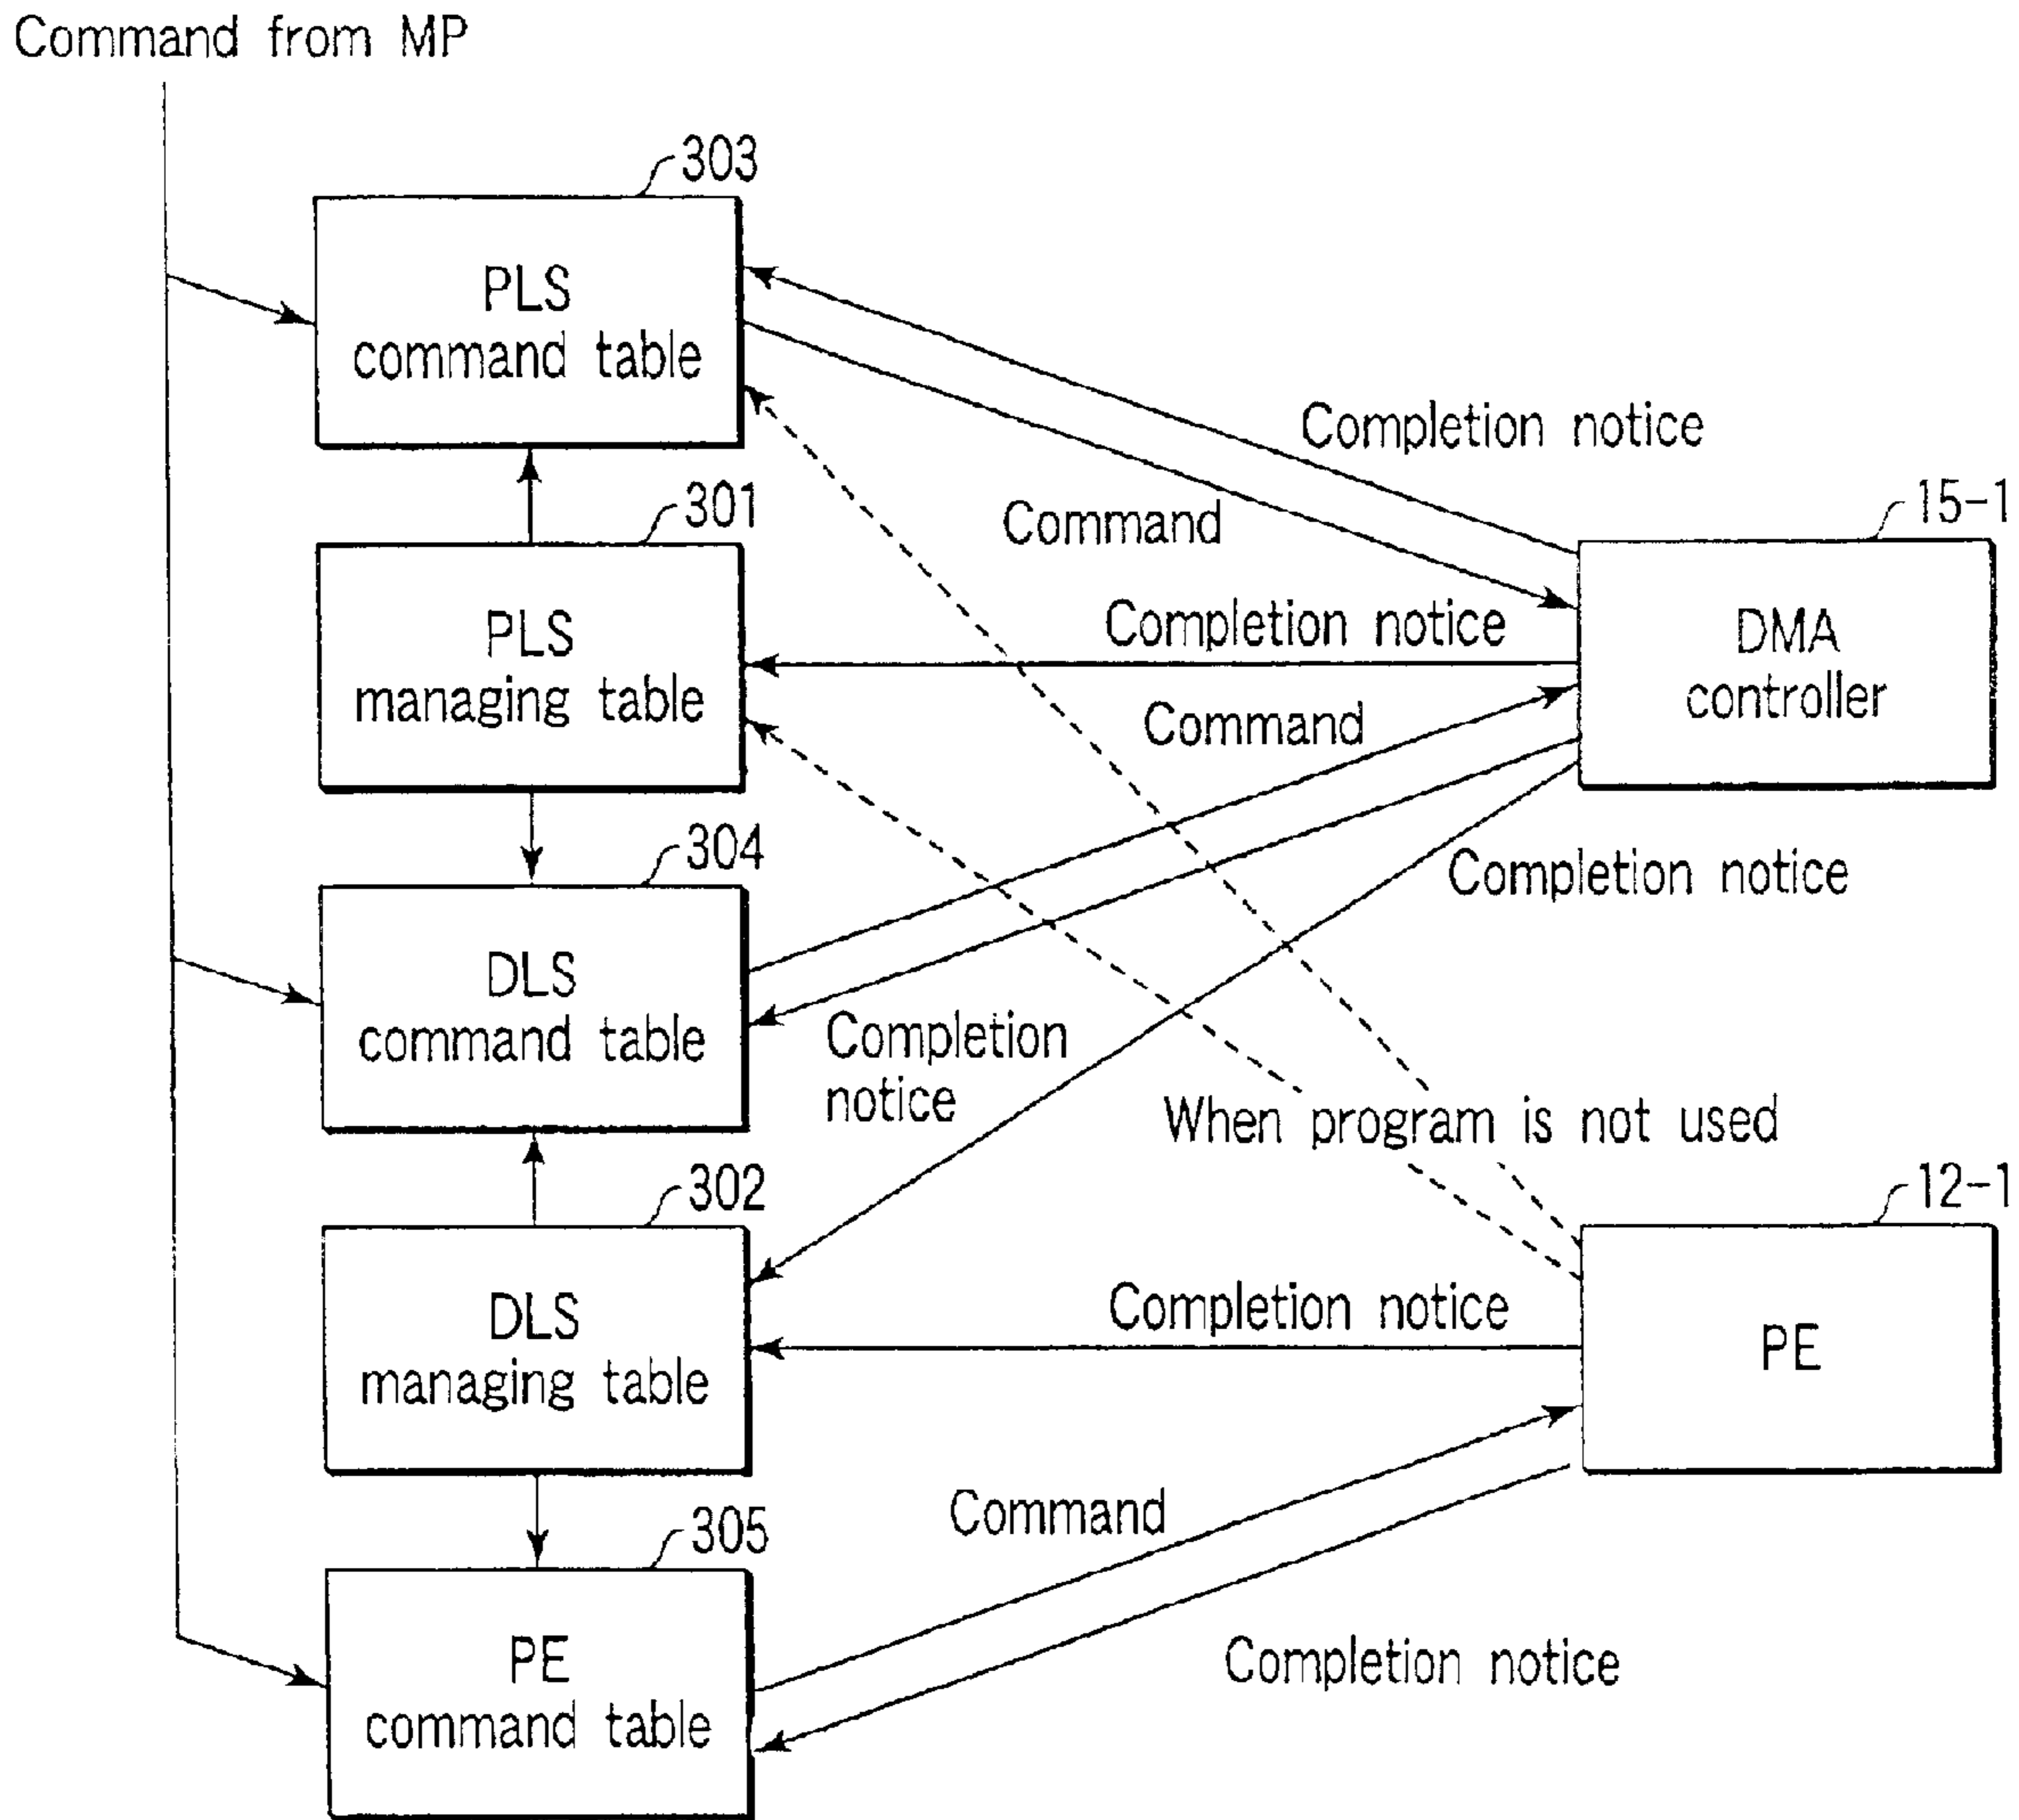 Command from MP
303
PLS
command table
Completion notice
Command
301
15-1
PLS
managing table
Completion notice
DMA
controller
Command
304
Completion notice
DLS
command table
Completion
notice
When program is not used
302
12-1
DLS
managing table
Completion notice
PE
Command
305
PE
command table
Completion notice